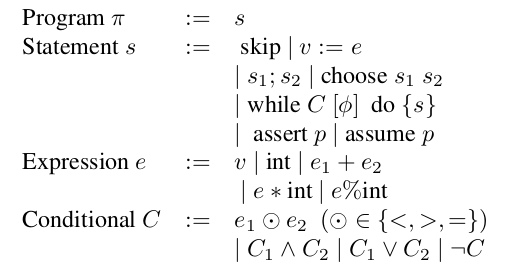 Program π := s
Statement s := skip | v := e
| s₁; s₂ | choose s₁ s₂
| while C [ϕ] do {s}
| assert p | assume p
Expression e := v | int | e₁ + e₂
| e ∗ int | e%int
Conditional C := e₁ ⊙ e₂ (⊙ ∈ {<, >, =})
| C₁ ∧ C₂ | C₁ ∨ C₂ | ¬C